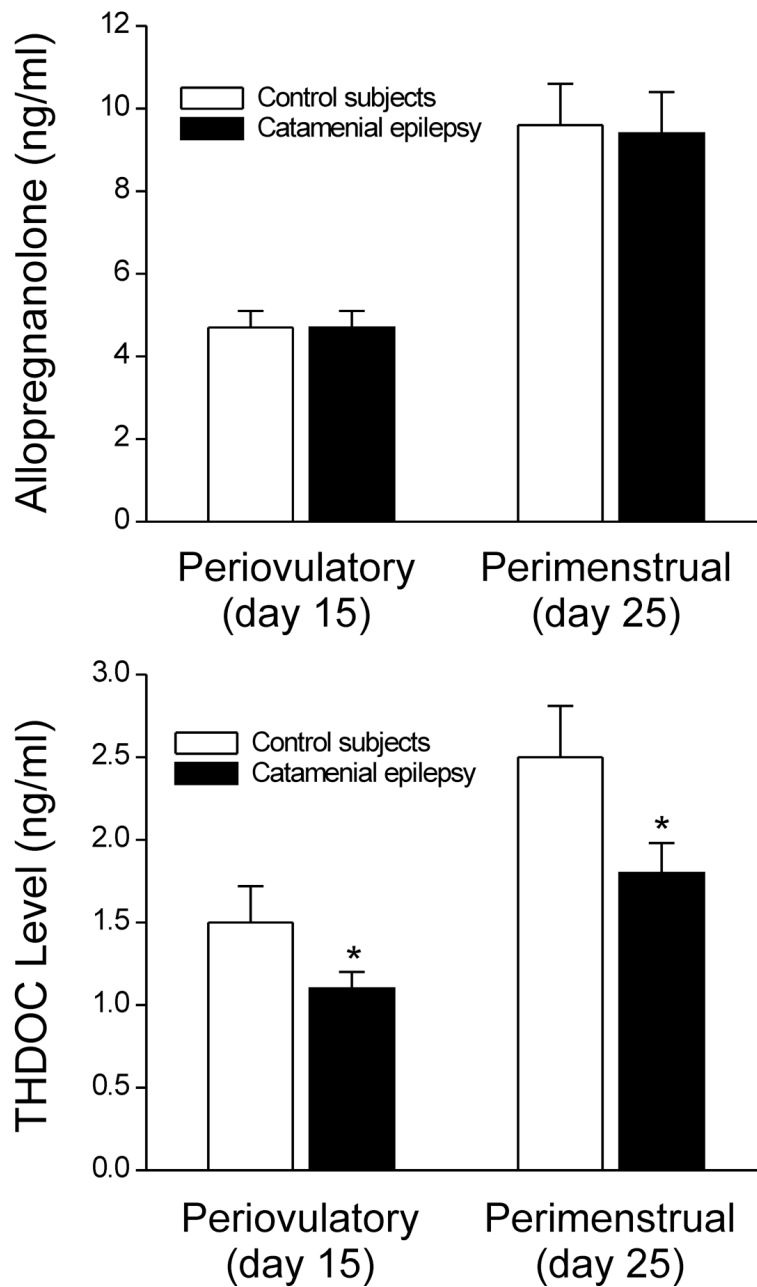 Allopregnanolone (ng/ml)
12
10
8
6
4
2
0
Control subjects
Catamenial epilepsy
Periovulatory
(day 15)
Perimenstrual
(day 25)
THDOC Level (ng/ml)
3.0
2.5
2.0
1.5
1.0
0.5
0.0
Control subjects
Catamenial epilepsy
*
*
Periovulatory
(day 15)
Perimenstrual
(day 25)